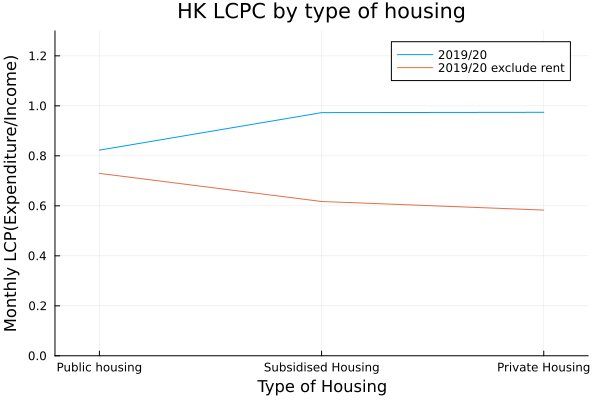 HK LCPC by type of housing
Monthly LCP(Expenditure/Income)
1.2
1.0
0.8
0.6
0.4
0.2
0.0
2019/20
2019/20 exclude rent
Public housing
Subsidised Housing
Private Housing
Type of Housing